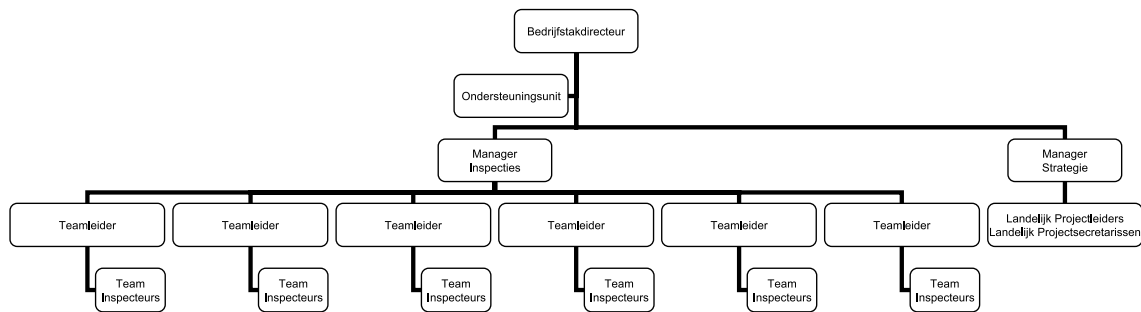 Bedrijfstakdirecteur
Ondersteuningsunit
Manager
Inspecties
Manager
Strategie
Teamleider
Teamleider
Teamleider
Teamleider
Teamleider
Teamleider
Landelijk Projectleiders
Landelijk Projectsecretarissen
Team
Inspecteurs
Team
Inspecteurs
Team
Inspecteurs
Team
Inspecteurs
Team
Inspecteurs
Team
Inspecteurs